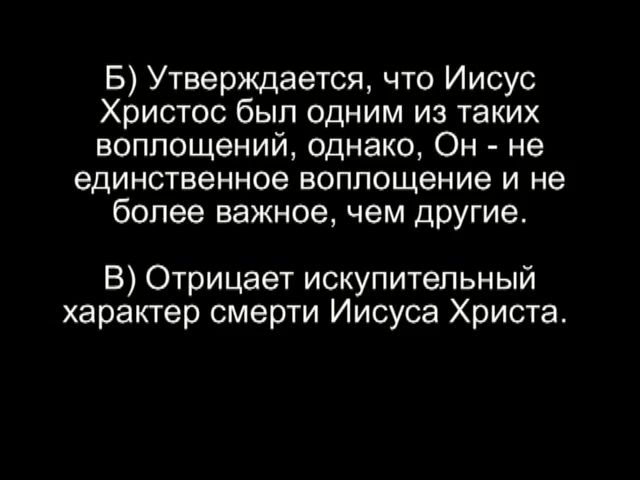 Б) Утверждается, что Иисус
Христос был одним из таких
воплощений, однако, Он - не
единственное воплощение и не
более важное, чем другие.
В) Отрицает искупительный
характер смерти Иисуса Христа.